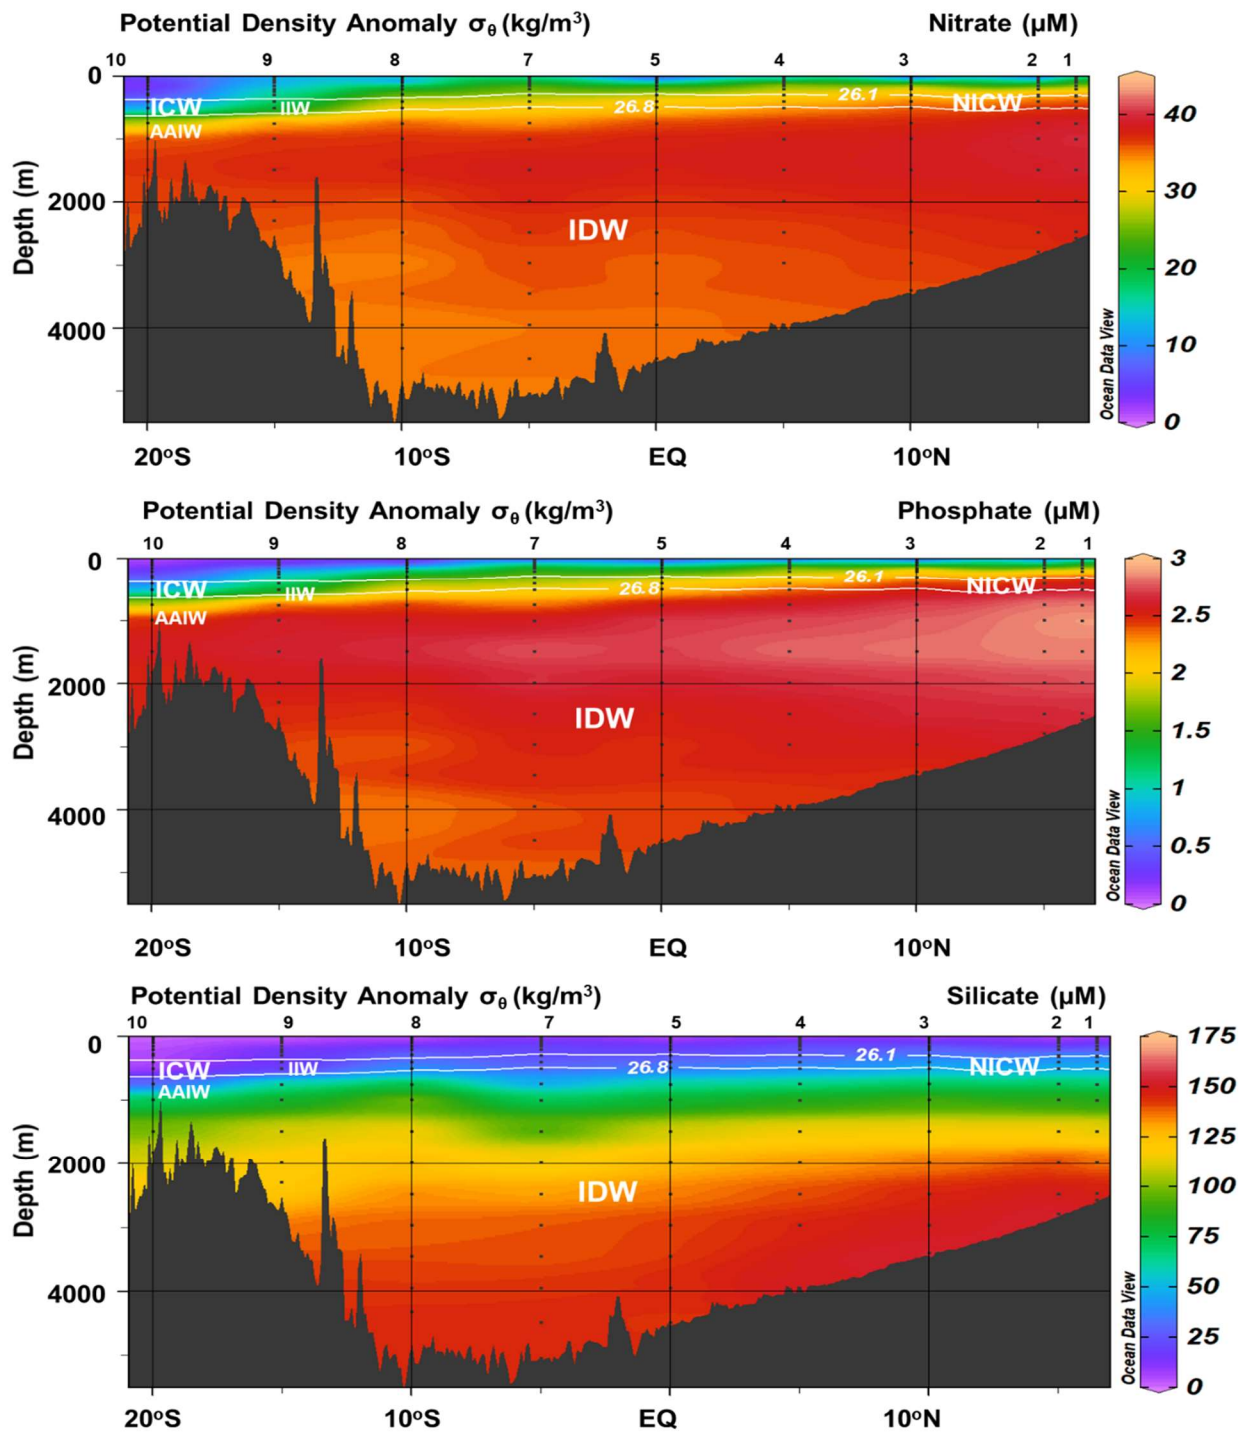 Potential Density Anomaly σθ (kg/m³) Nitrate (µM)
10 9 8 7 5 4 3 2 1
0
2000
4000
Depth (m)
ICW
IIW
AAIW
26.8
26.1
NICW
IDW
20°S 10°S EQ 10°N
40
30
20
10
0
Ocean Data View
Potential Density Anomaly σθ (kg/m³) Phosphate (µM)
10 9 8 7 5 4 3 2 1
0
2000
4000
Depth (m)
ICW
IIW
AAIW
26.8
26.1
NICW
IDW
20°S 10°S EQ 10°N
3
2.5
2
1.5
1
0.5
0
Ocean Data View
Potential Density Anomaly σθ (kg/m³) Silicate (µM)
10 9 8 7 5 4 3 2 1
0
2000
4000
Depth (m)
ICW
IIW
AAIW
26.8
26.1
NICW
IDW
20°S 10°S EQ 10°N
175
150
125
100
75
50
25
0
Ocean Data View